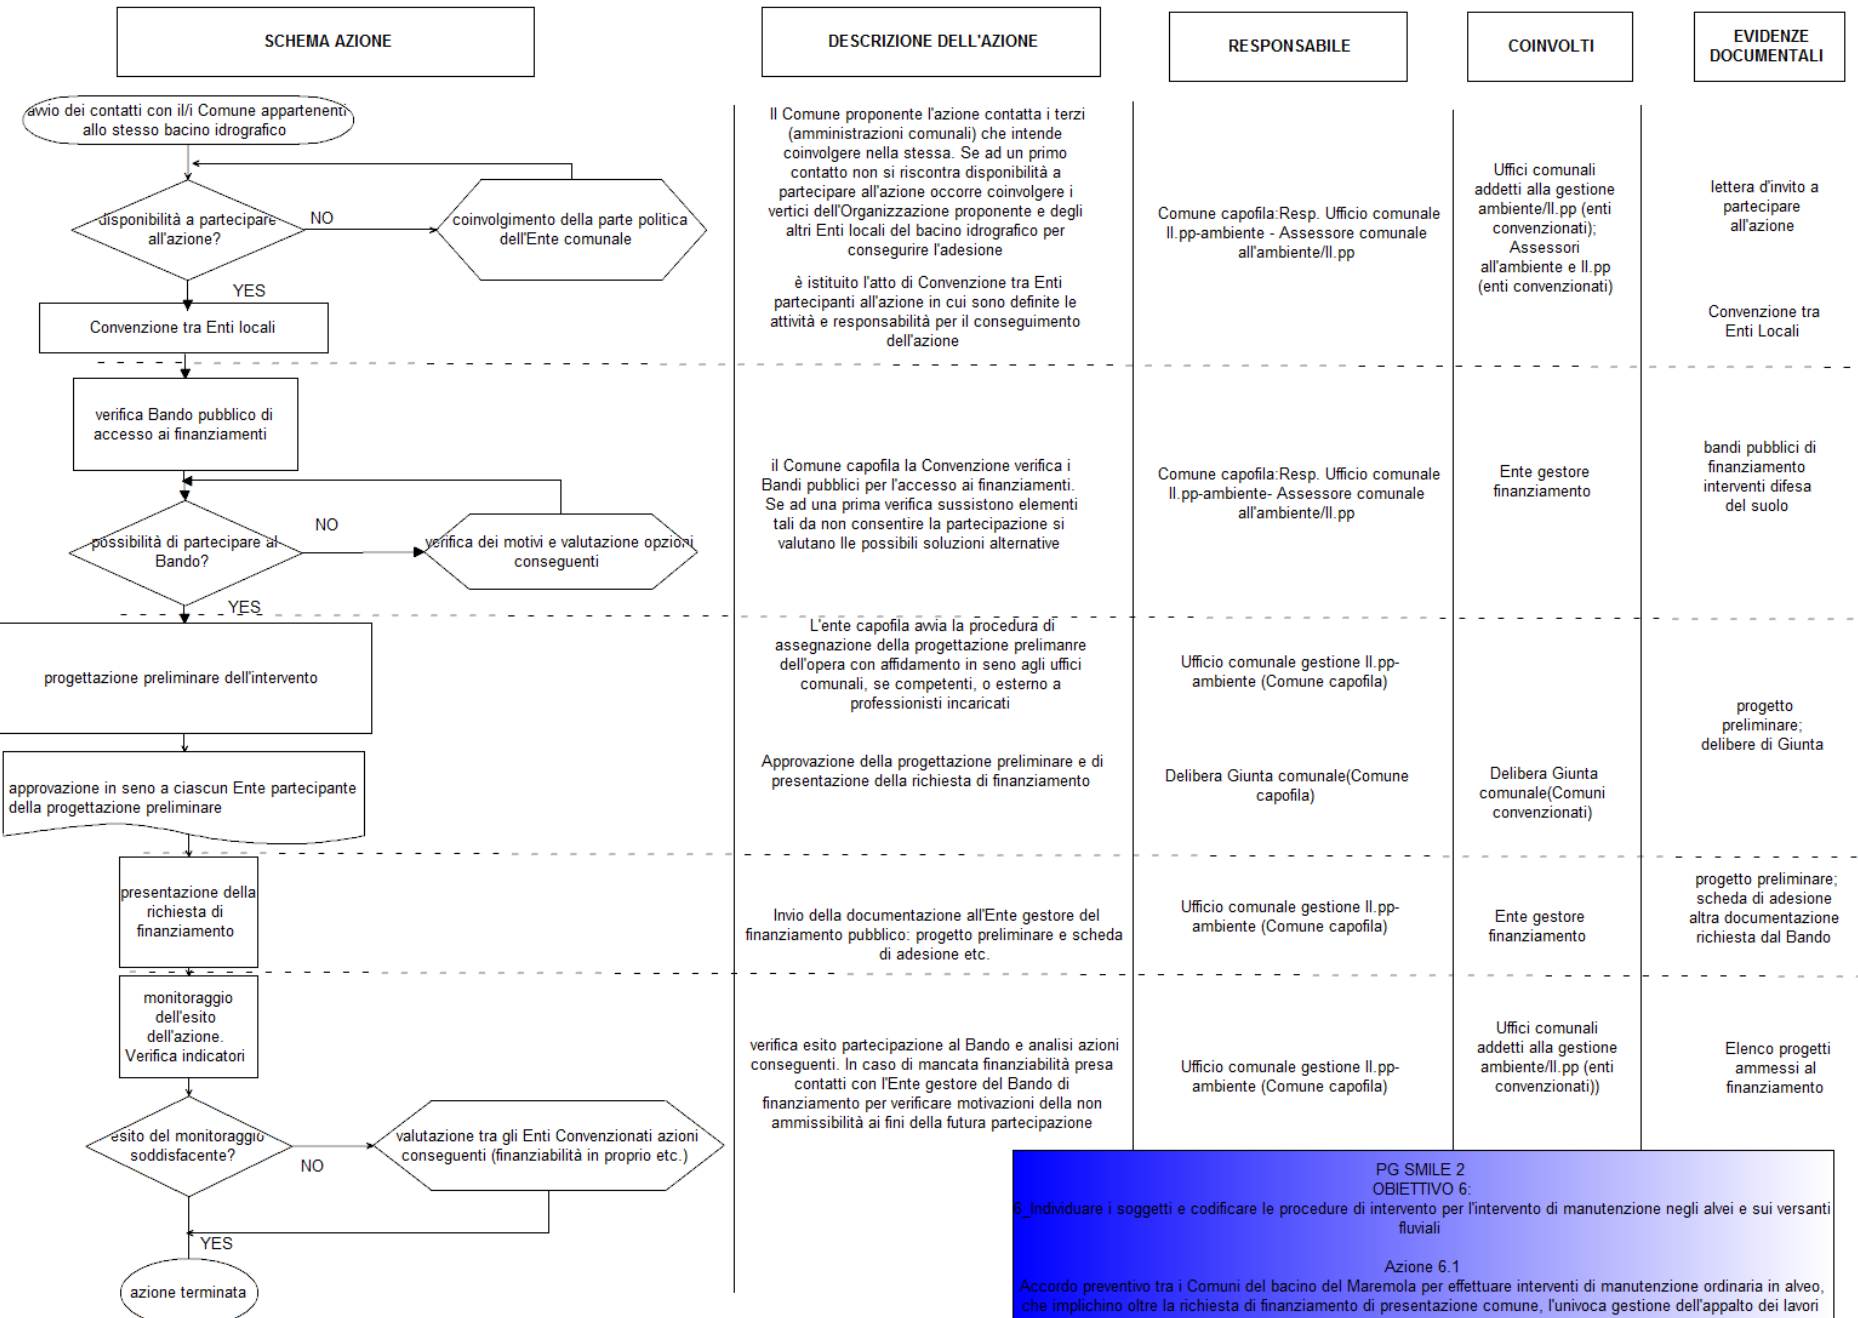 SCHEMA AZIONE
DESCRIZIONE DELL'AZIONE
RESPONSABILE
COINVOLTI
EVIDENZE
DOCUMENTALI
avvio dei contatti con il/i Comune appartenenti
allo stesso bacino idrografico
disponibilità a partecipare
all'azione?
NO
coinvolgimento della parte politica
dell'Ente comunale
YES
Convenzione tra Enti locali
Il Comune proponente l'azione contatta i terzi
(amministrazioni comunali) che intende
coinvolgere nella stessa. Se ad un primo
contatto non si riscontra disponibilità a
partecipare all'azione occorre coinvolgere i
vertici dell'Organizzazione proponente e degli
altri Enti locali del bacino idrografico per
consegurire l'adesione
è istituito l'atto di Convenzione tra Enti
partecipanti all'azione in cui sono definite le
attività e responsabilità per il conseguimento
dell'azione
Comune capofila:Resp. Ufficio comunale
ll.pp-ambiente - Assessore comunale
all'ambiente/ll.pp
Uffici comunali
addetti alla gestione
ambiente/ll.pp (enti
convenzionati);
Assessori
all'ambiente e ll.pp
(enti convenzionati)
lettera d'invito a
partecipare
all'azione
Convenzione tra
Enti Locali
verifica Bando pubblico di
accesso ai finanziamenti
possibilità di partecipare al
Bando?
NO
verifica dei motivi e valutazione opzioni
conseguenti
YES
il Comune capofila la Convenzione verifica i
Bandi pubblici per l'accesso ai finanziamenti.
Se ad una prima verifica sussistono elementi
tali da non consentire la partecipazione si
valutano lle possibili soluzioni alternative
Comune capofila:Resp. Ufficio comunale
ll.pp-ambiente- Assessore comunale
all'ambiente/ll.pp
Ente gestore
finanziamento
bandi pubblici di
finanziamento
interventi difesa
del suolo
progettazione preliminare dell'intervento
approvazione in seno a ciascun Ente partecipante
della progettazione preliminare
L'ente capofila avvia la procedura di
assegnazione della progettazione prelimanre
dell'opera con affidamento in seno agli uffici
comunali, se competenti, o esterno a
professionisti incaricati
Approvazione della progettazione preliminare e di
presentazione della richiesta di finanziamento
Ufficio comunale gestione ll.pp-
ambiente (Comune capofila)
Delibera Giunta comunale(Comune
capofila)
Delibera Giunta
comunale(Comuni
convenzionati)
progetto
preliminare;
delibere di Giunta
presentazione della
richiesta di
finanziamento
Invio della documentazione all'Ente gestore del
finanziamento pubblico: progetto preliminare e scheda
di adesione etc.
Ufficio comunale gestione ll.pp-
ambiente (Comune capofila)
Ente gestore
finanziamento
progetto preliminare;
scheda di adesione
altra documentazione
richiesta dal Bando
monitoraggio
dell'esito
dell'azione.
Verifica indicatori
esito del monitoraggio
soddisfacente?
NO
valutazione tra gli Enti Convenzionati azioni
conseguenti (finanziabilità in proprio etc.)
YES
azione terminata
verifica esito partecipazione al Bando e analisi azioni
conseguenti. In caso di mancata finanziabilità presa
contatti con l'Ente gestore del Bando di
finanziamento per verificare motivazioni della non
ammissibilità ai fini della futura partecipazione
Ufficio comunale gestione ll.pp-
ambiente (Comune capofila)
Uffici comunali
addetti alla gestione
ambiente/ll.pp (enti
convenzionati))
Elenco progetti
ammessi al
finanziamento
PG SMILE 2
OBIETTIVO 6:
6_Individuare i soggetti e codificare le procedure di intervento per l'intervento di manutenzione negli alvei e sui versanti
fluviali
Azione 6.1
Accordo preventivo tra i Comuni del bacino del Maremola per effettuare interventi di manutenzione ordinaria in alveo,
che implichino oltre la richiesta di finanziamento di presentazione comune, l'univoca gestione dell'appalto dei lavori